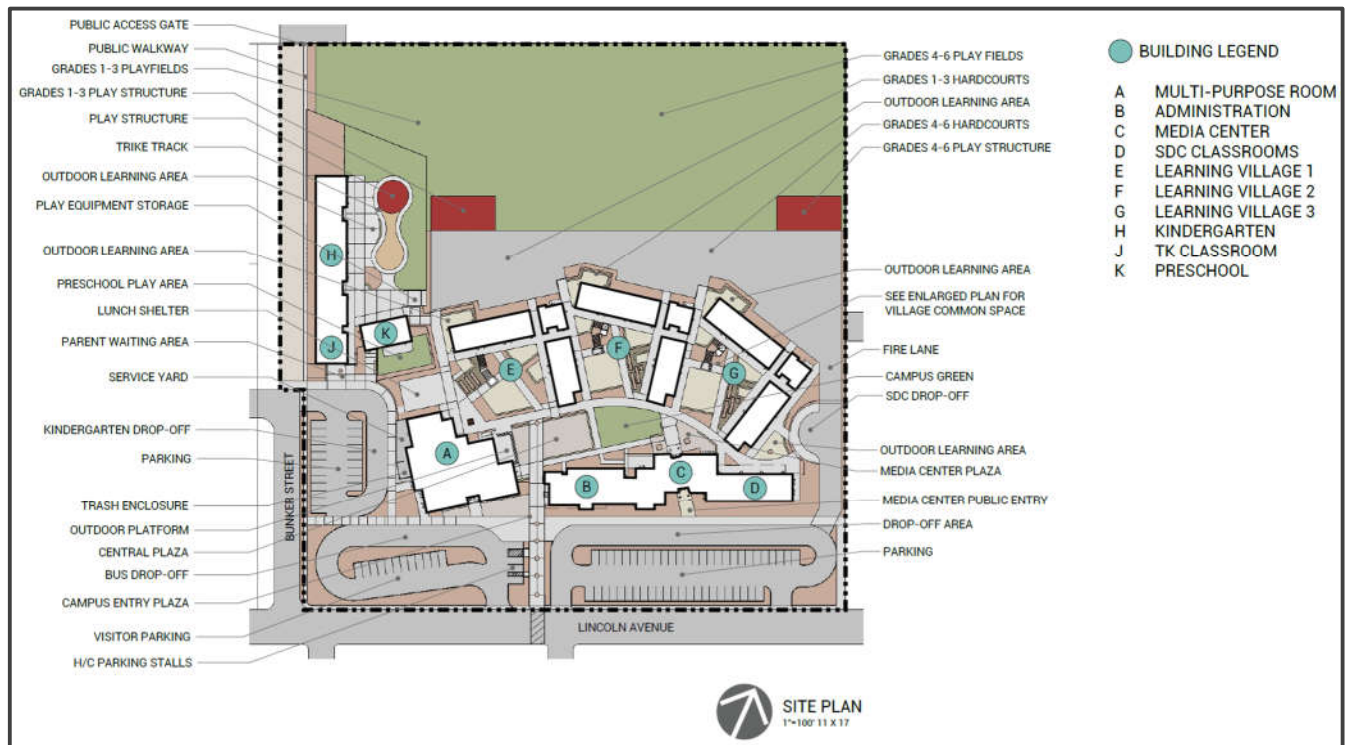 PUBLIC ACCESS GATE
PUBLIC WALKWAY
GRADES 1-3 PLAYFIELDS
GRADES 1-3 PLAY STRUCTURE
PLAY STRUCTURE
TRIKE TRACK
OUTDOOR LEARNING AREA
PLAY EQUIPMENT STORAGE
OUTDOOR LEARNING AREA
PRESCHOOL PLAY AREA
LUNCH SHELTER
PARENT WAITING AREA
SERVICE YARD
KINDERGARTEN DROP-OFF
PARKING
TRASH ENCLOSURE
OUTDOOR PLATFORM
CENTRAL PLAZA
BUS DROP-OFF
CAMPUS ENTRY PLAZA
VISITOR PARKING
H/C PARKING STALLS
H
J
K
E
F
G
A
B
C
D
BUNKER STREET
LINCOLN AVENUE
GRADES 4-6 PLAY FIELDS
GRADES 1-3 HARDCOURTS
OUTDOOR LEARNING AREA
GRADES 4-6 HARDCOURTS
GRADES 4-6 PLAY STRUCTURE
OUTDOOR LEARNING AREA
SEE ENLARGED PLAN FOR
VILLAGE COMMON SPACE
FIRE LANE
CAMPUS GREEN
SDC DROP-OFF
OUTDOOR LEARNING AREA
MEDIA CENTER PLAZA
MEDIA CENTER PUBLIC ENTRY
DROP-OFF AREA
PARKING
BUILDING LEGEND
A MULTI-PURPOSE ROOM
B ADMINISTRATION
C MEDIA CENTER
D SDC CLASSROOMS
E LEARNING VILLAGE 1
F LEARNING VILLAGE 2
G LEARNING VILLAGE 3
H KINDERGARTEN
J TK CLASSROOM
K PRESCHOOL
SITE PLAN
1"=100' 11 X 17